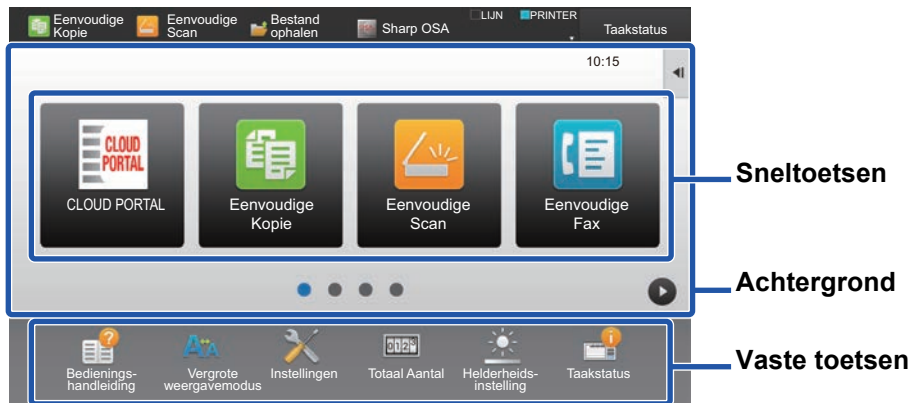 Eenvoudige
Kopie
Eenvoudige
Scan
Bestand
ophalen
Sharp OSA
LIJN
PRINTER
Taakstatus
10:15
CLOUD
PORTAL
CLOUD PORTAL
Eenvoudige
Kopie
Eenvoudige
Scan
Eenvoudige
Fax
Sneltoetsen
Achtergrond
Bedienings-
handleiding
Vergrote
weergavemodus
Instellingen
Totaal Aantal
Helderheids-
instelling
Taakstatus
Vaste toetsen